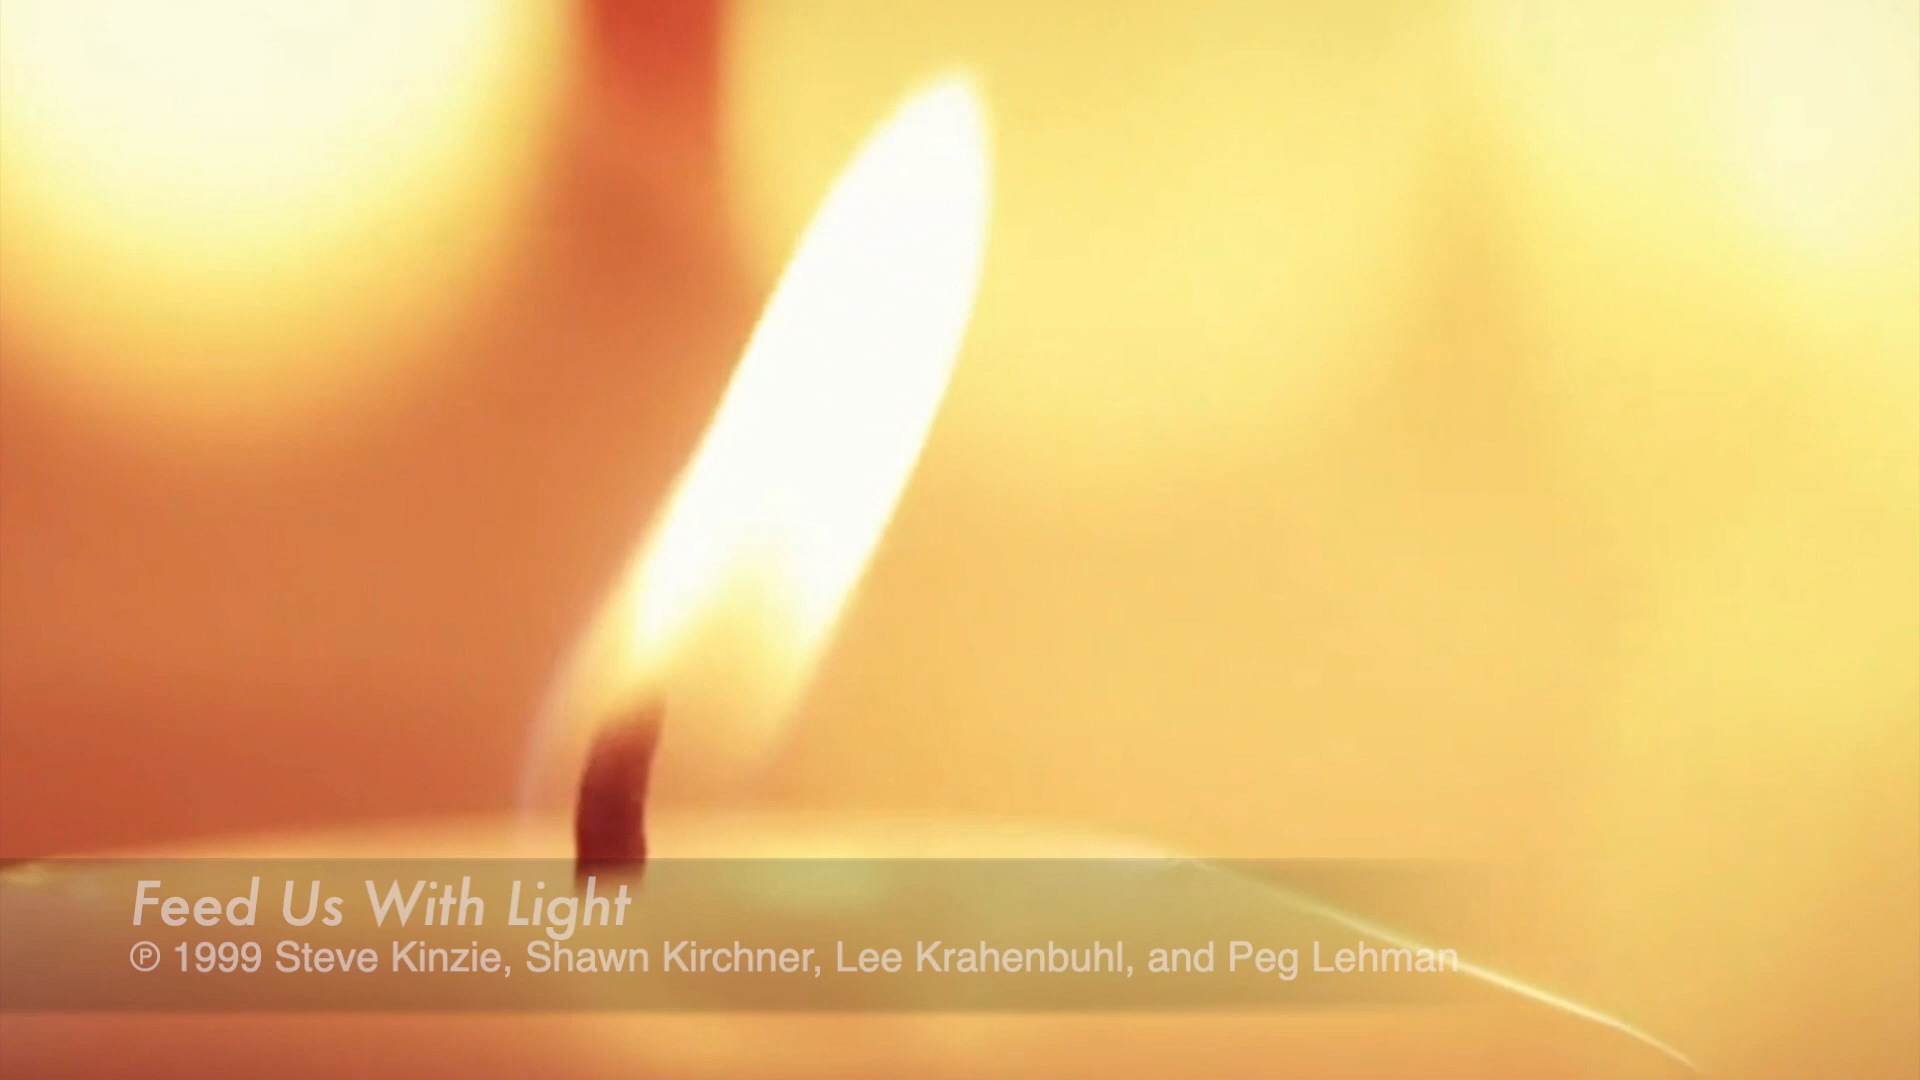 Feed Us With Light
℗ 1999 Steve Kinzie, Shawn Kirchner, Lee Krahenbuhl, and Peg Lehman